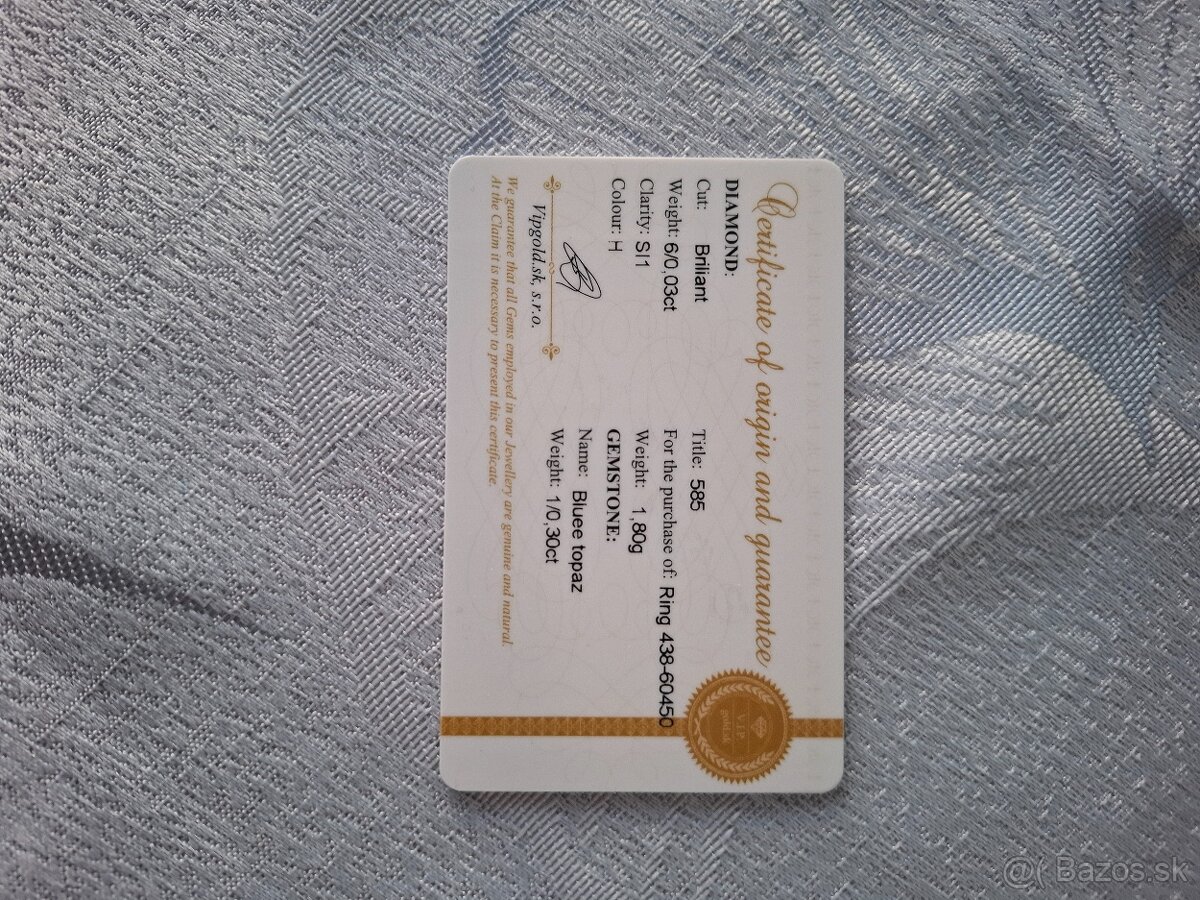 Certificate of origin and guarantee
DIAMOND:
Cut: Briliant
Weight: 6/0,03ct
Clarity: SI1
Colour: H
Title: 585
For the purchase of: Ring 438-60450
Weight: 1,80g
GEMSTONE:
Name: Bluee topaz
Weight: 1/0,30ct
Vipgold.sk, s.r.o.
We guarantee that all Gems employed in our Jewellery are genuine and natural.
At the Claim it is necessary to present this certificate.
VIP
gold.sk
@( Bazos.sk